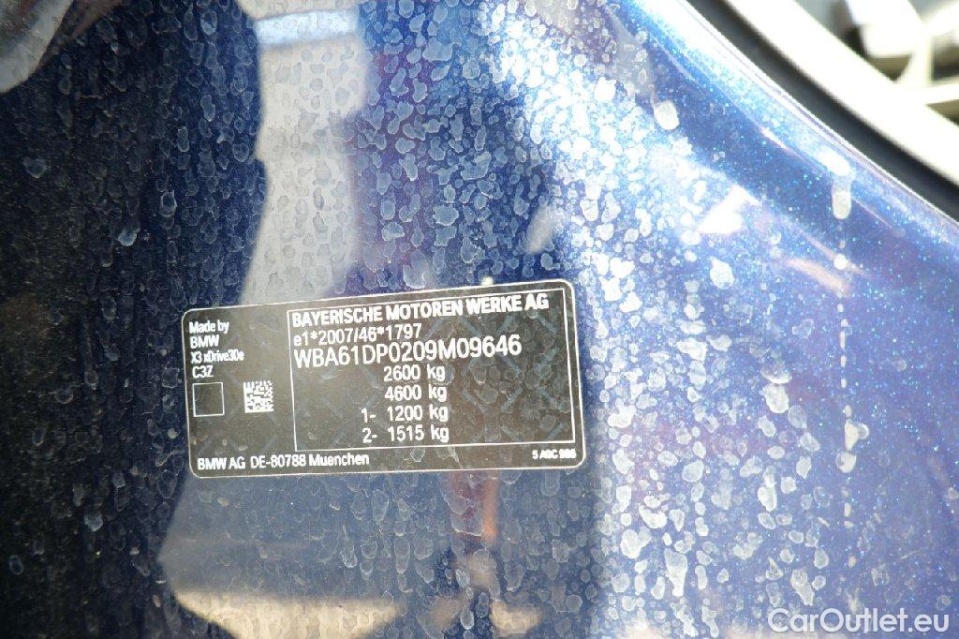 Made by
BMW
X3 xDrive30e
C3Z
BAYERISCHE MOTOREN WERKE AG
e1*2007/46*1797
WBA61DP0209M09646
2600 kg
4600 kg
1- 1200 kg
2- 1515 kg
BMW AG DE-80788 Muenchen
CarOutlet.eu